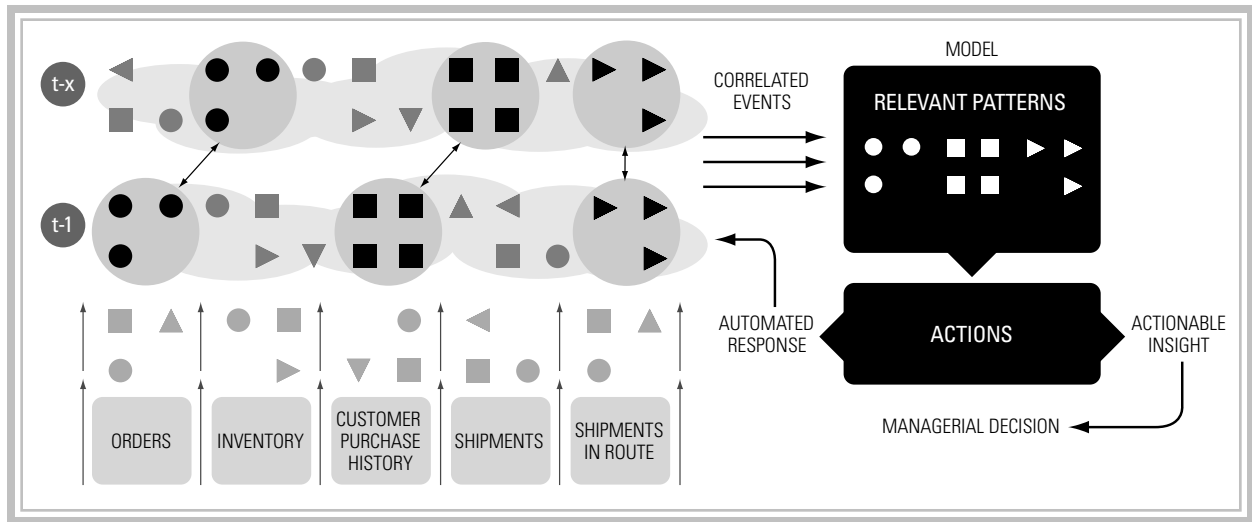 t-x
t-1
CORRELATED
EVENTS
MODEL
RELEVANT PATTERNS
ACTIONS
AUTOMATED
RESPONSE
ACTIONABLE
INSIGHT
MANAGERIAL DECISION
ORDERS
INVENTORY
CUSTOMER
PURCHASE
HISTORY
SHIPMENTS
SHIPMENTS
IN ROUTE